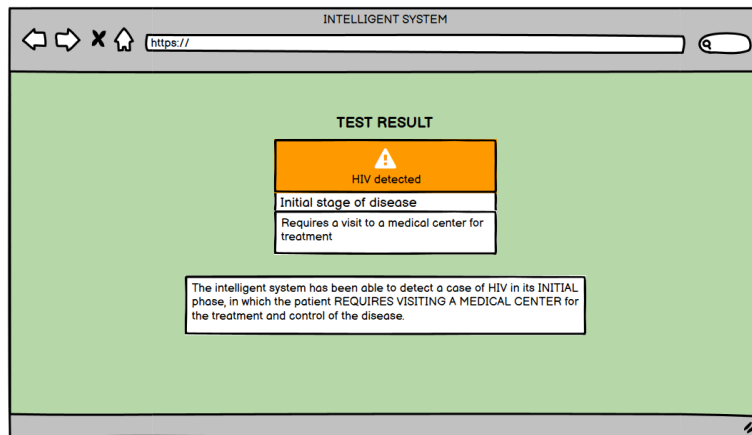 INTELLIGENT SYSTEM
https://
TEST RESULT
HIV detected
Initial stage of disease
Requires a visit to a medical center for
treatment
The intelligent system has been able to detect a case of HIV in its INITIAL
phase, in which the patient REQUIRES VISITING A MEDICAL CENTER for
the treatment and control of the disease.